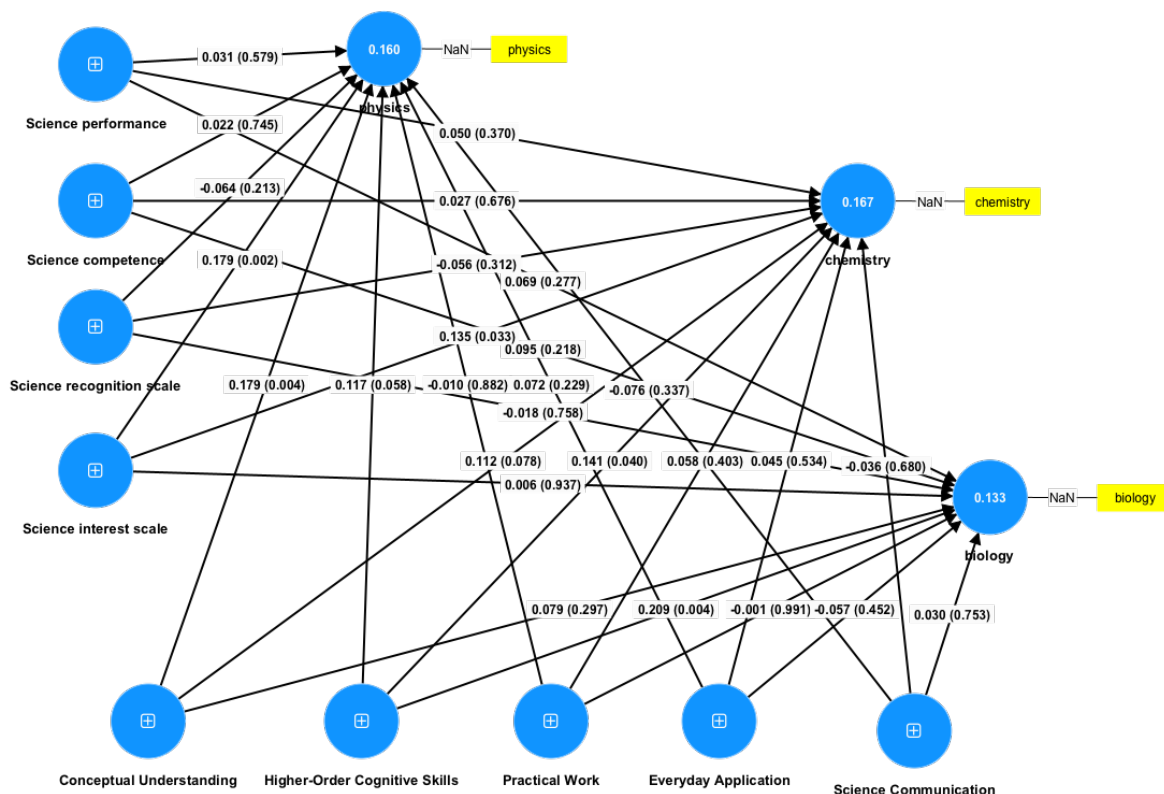 0.160
NaN
physics
0.031 (0.579)
physics
Science performance
0.022 (0.745)
0.050 (0.370)
-0.064 (0.213)
0.027 (0.676)
0.167
NaN
chemistry
Science competence
0.179 (0.002)
-0.056 (0.312)
chemistry
0.069 (0.277)
0.135 (0.033)
0.095 (0.218)
Science recognition scale
0.179 (0.004)
0.117 (0.058)
-0.010 (0.882)
0.072 (0.229)
-0.076 (0.337)
-0.018 (0.758)
0.112 (0.078)
0.141 (0.040)
0.058 (0.403)
0.045 (0.534)
-0.036 (0.680)
0.006 (0.937)
0.133
NaN
biology
Science interest scale
biology
0.079 (0.297)
0.209 (0.004)
-0.001 (0.991)
-0.057 (0.452)
0.030 (0.753)
Conceptual Understanding
Higher-Order Cognitive Skills
Practical Work
Everyday Application
Science Communication